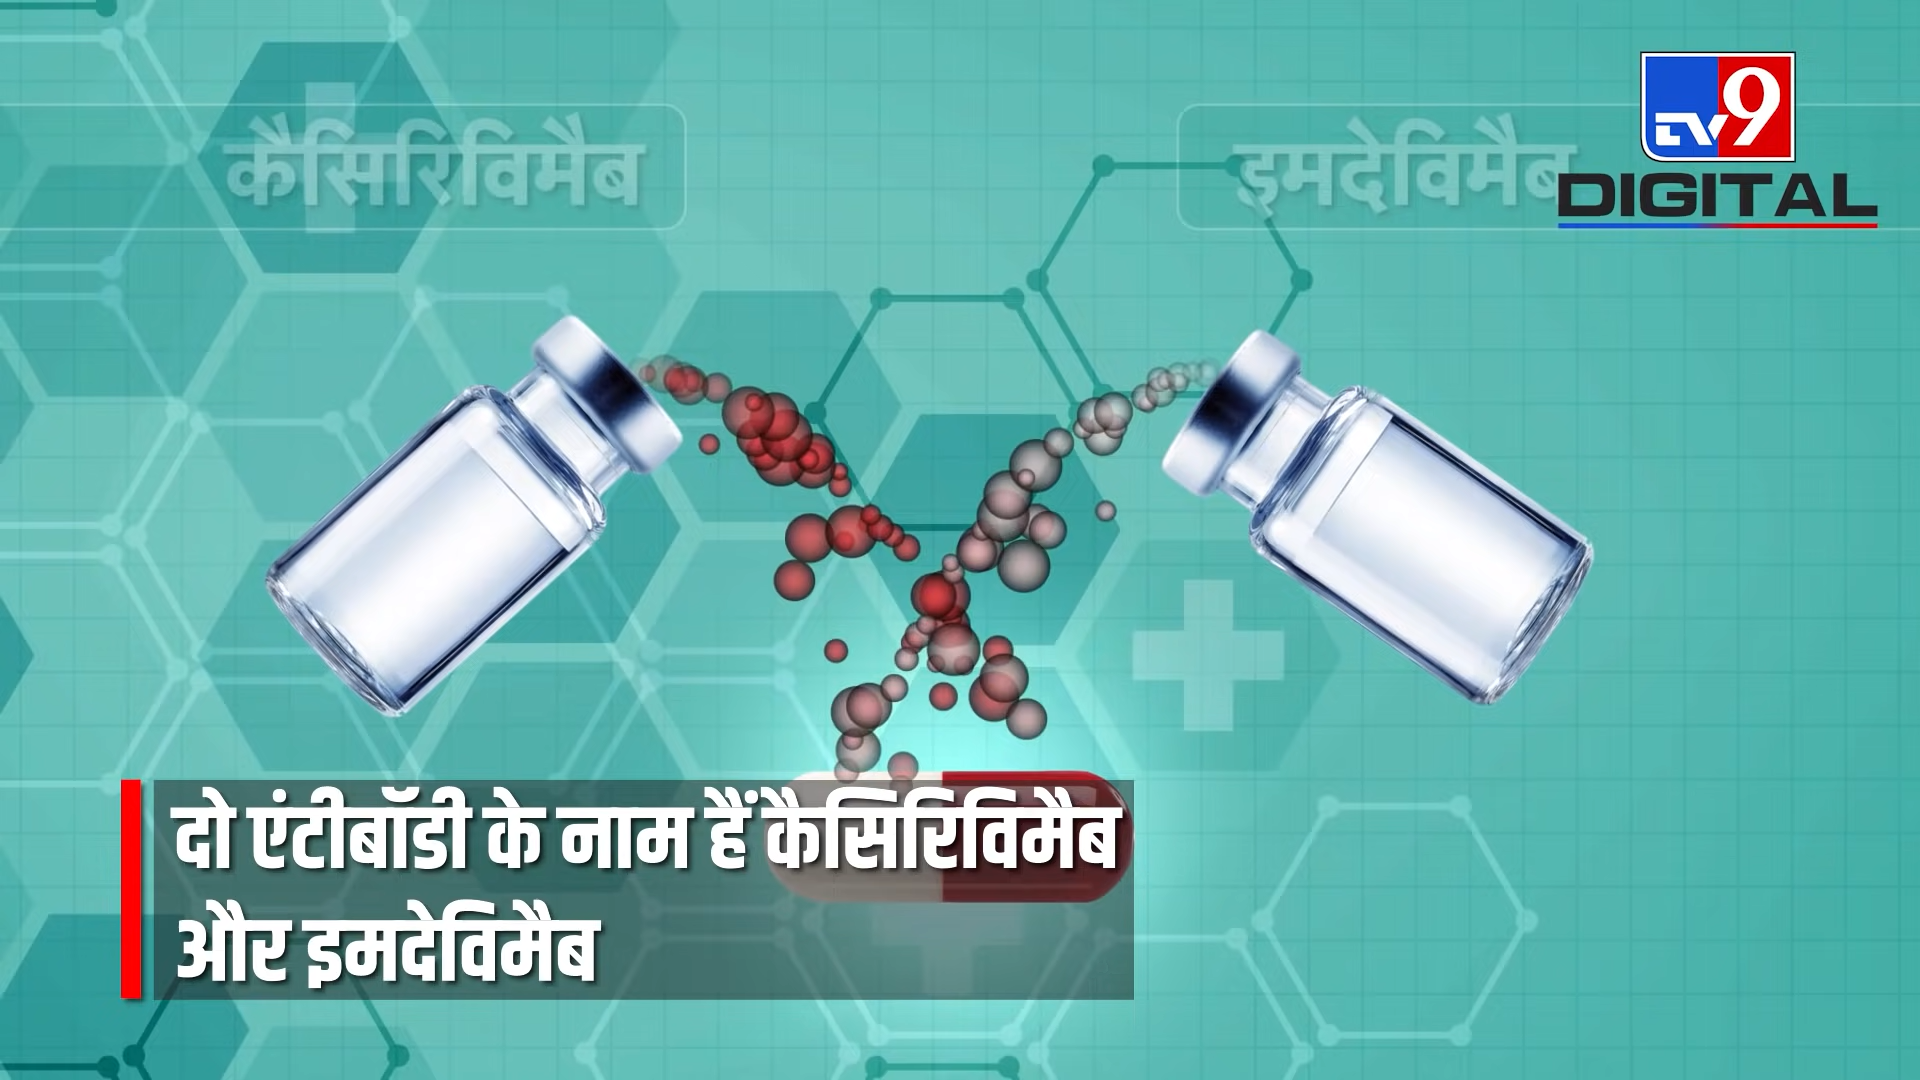 कैसिरिविमैब
इमदेविमैब
TV9
DIGITAL
दो एंटीबॉडी के नाम हैं कैसिरिविमैब
और इमदेविमैब